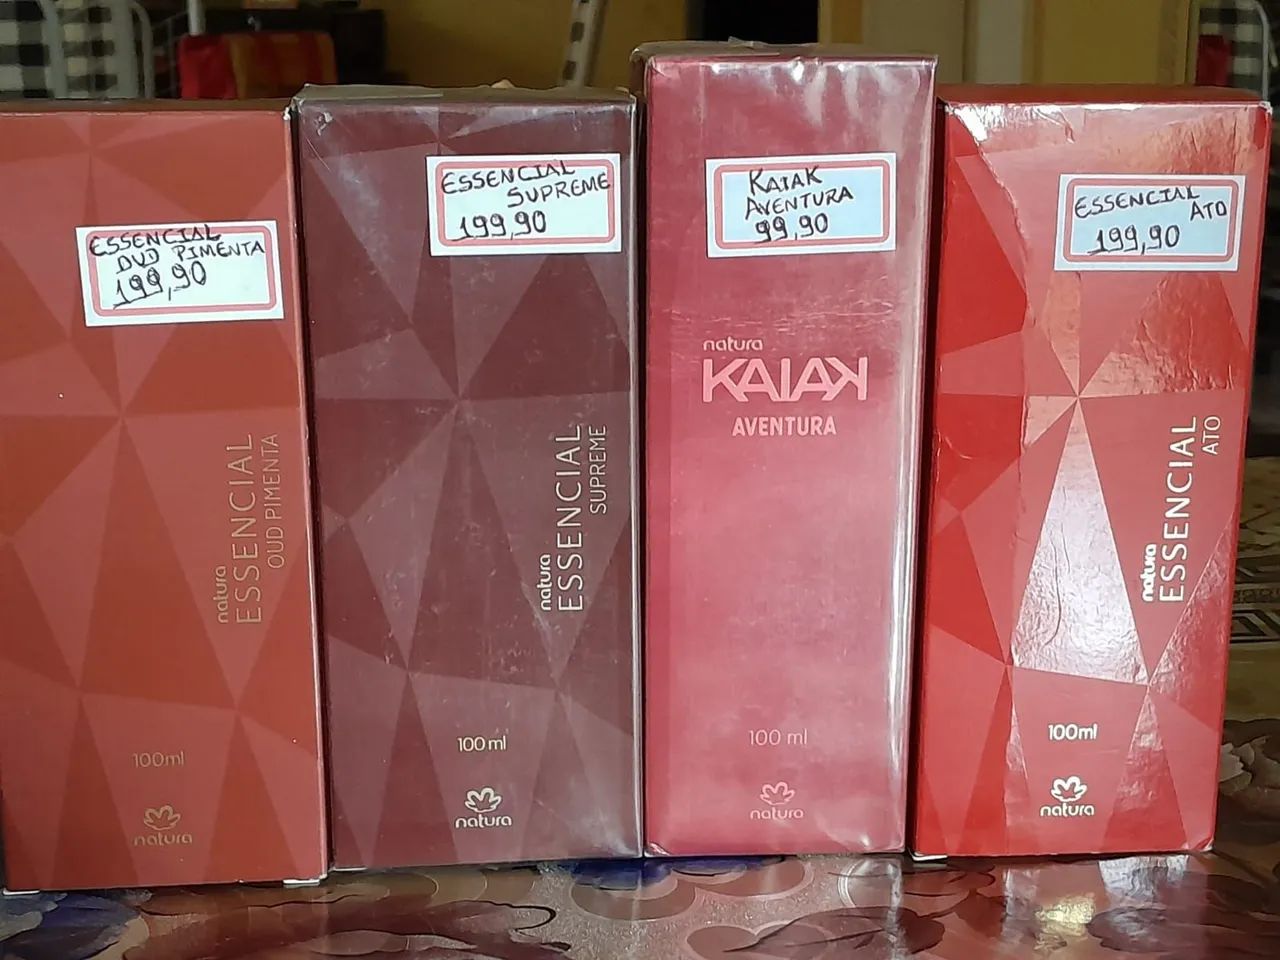 ESSENCIAL
OUD PIMENTA
199,90
natura
ESSENCIAL
OUD PIMENTA
100ml
natura
ESSENCIAL
SUPREME
199,90
natura
ESSENCIAL
SUPREME
100ml
natura
KAIAK
AVENTURA
99,90
natura
KAIAK
AVENTURA
100 ml
natura
ESSENCIAL
ATO
199,90
natura
ESSENCIAL
ATO
100ml
natura